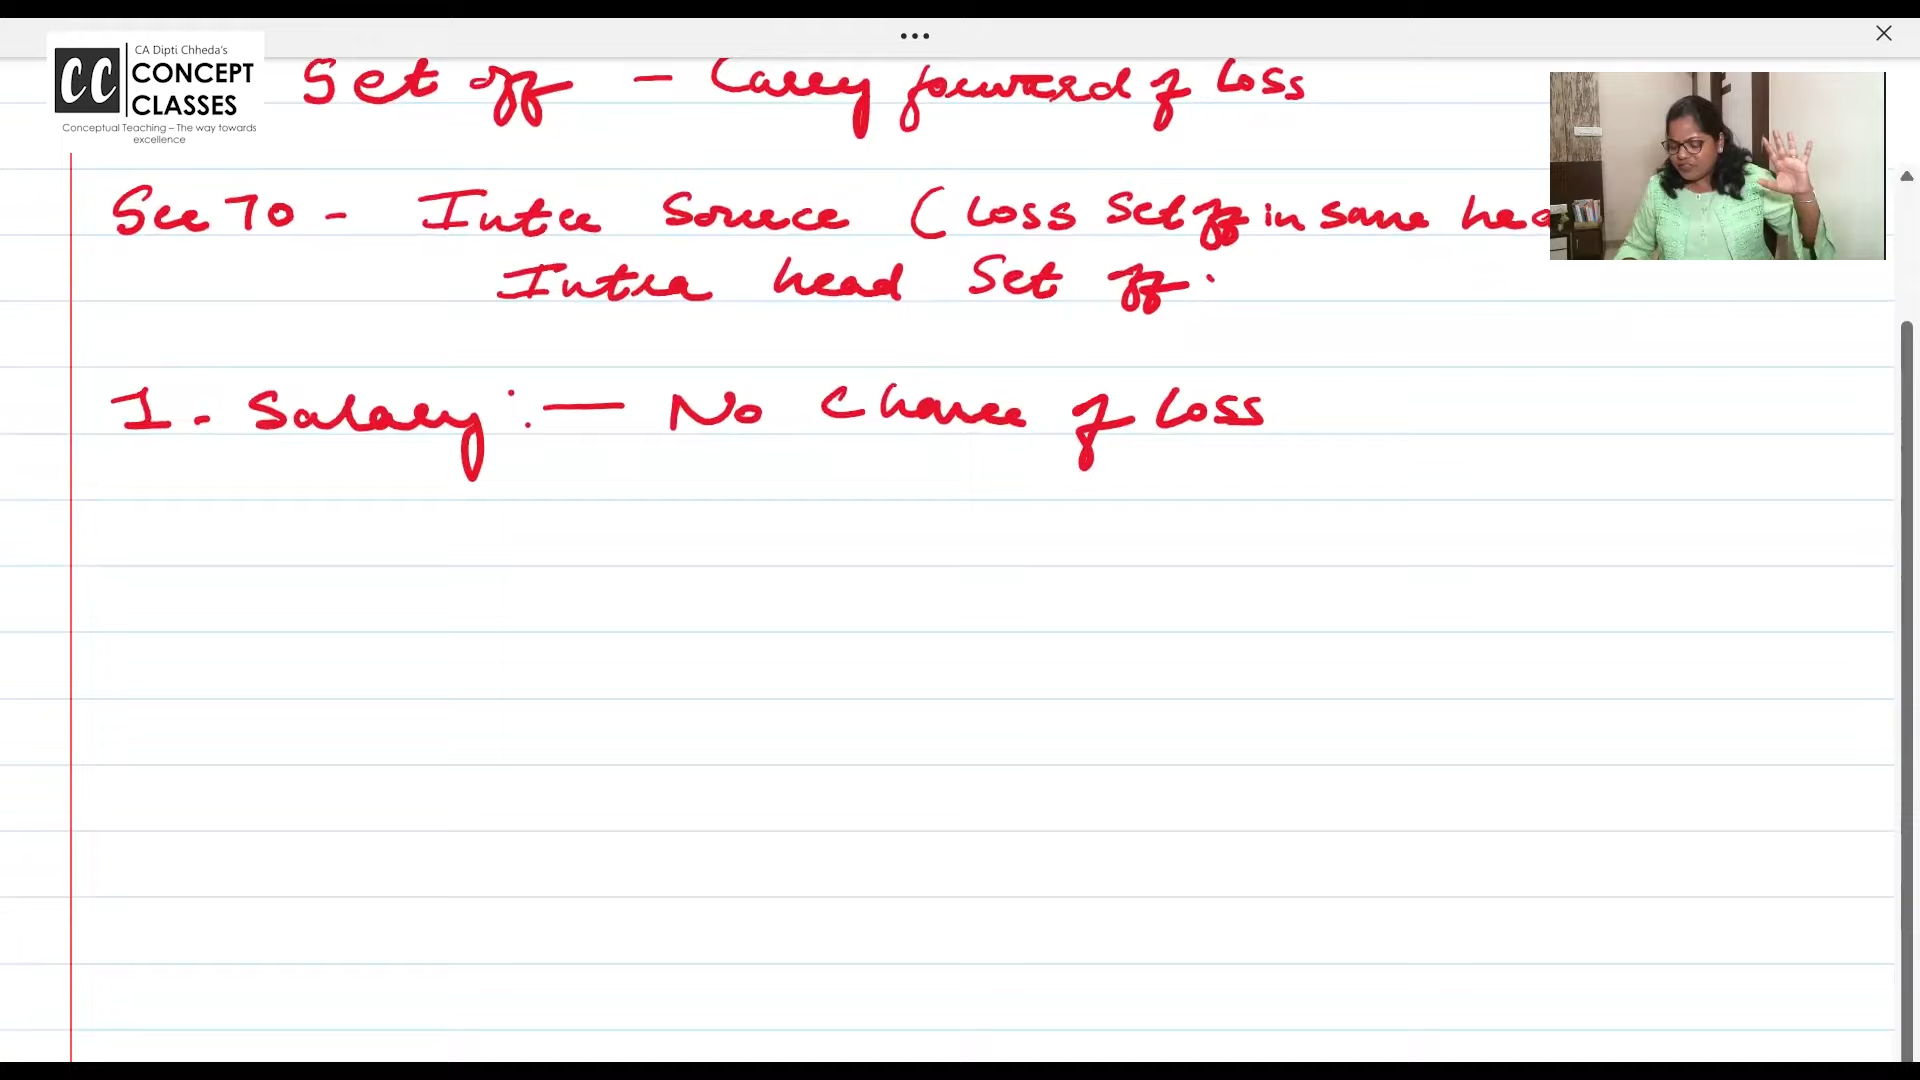 CA Dipti Chheda's
CC CONCEPT
CLASSES
Conceptual Teaching – The way towards
excellence
Set off - Carry forward of Loss
Sec 70 - Inter Source (Loss Set off in same hea
Intra head Set off.
1. Salary :- No Chance of Loss